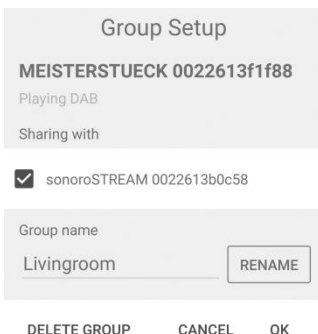 Group Setup
MEISTERSTUECK 0022613f1f88
Playing DAB
Sharing with
sonoroSTREAM 0022613b0c58
Group name
Livingroom
RENAME
DELETE GROUP CANCEL OK